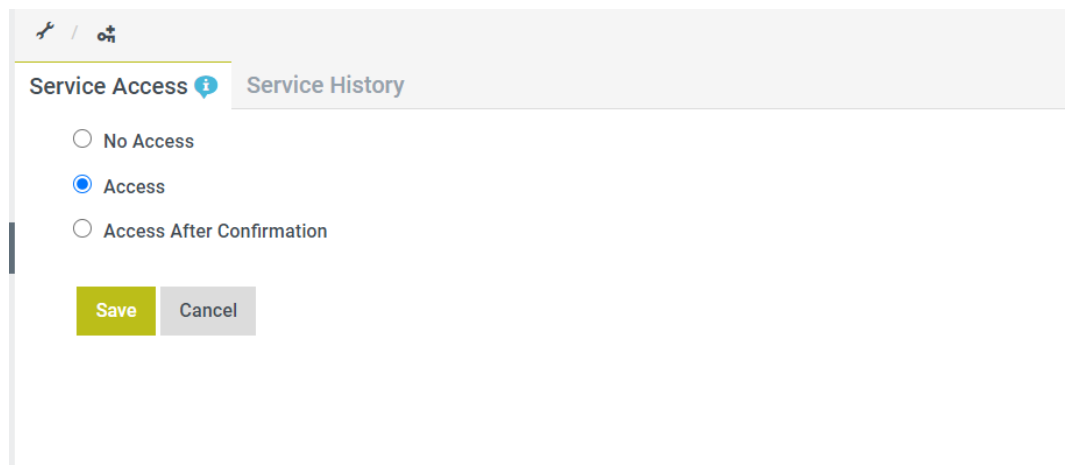 Service Access
Service History
No Access
Access
Access After Confirmation
Save
Cancel